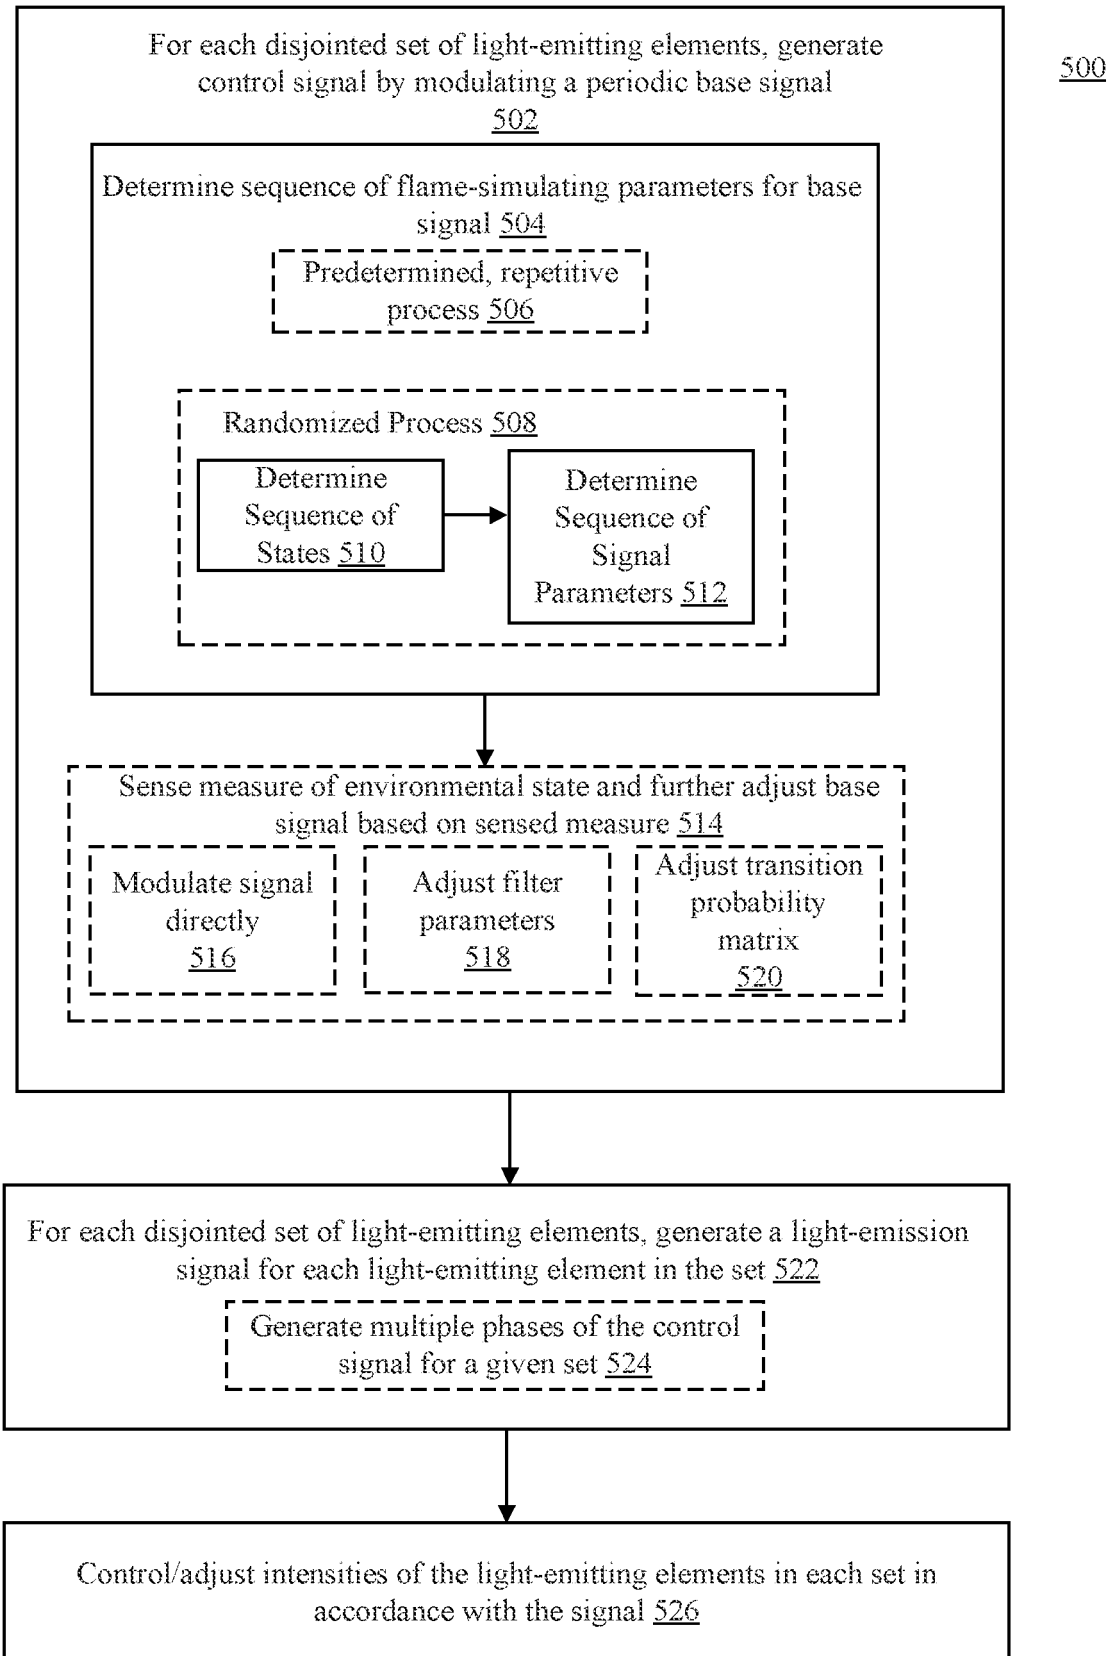 For each disjointed set of light-emitting elements, generate
control signal by modulating a periodic base signal
502
500
Determine sequence of flame-simulating parameters for base
signal 504
Predetermined, repetitive
process 506
Randomized Process 508
Determine
Sequence of
States 510
Determine
Sequence of
Signal
Parameters 512
Sense measure of environmental state and further adjust base
signal based on sensed measure 514
Modulate signal
directly
516
Adjust filter
parameters
518
Adjust transition
probability
matrix
520
For each disjointed set of light-emitting elements, generate a light-emission
signal for each light-emitting element in the set 522
Generate multiple phases of the control
signal for a given set 524
Control/adjust intensities of the light-emitting elements in each set in
accordance with the signal 526